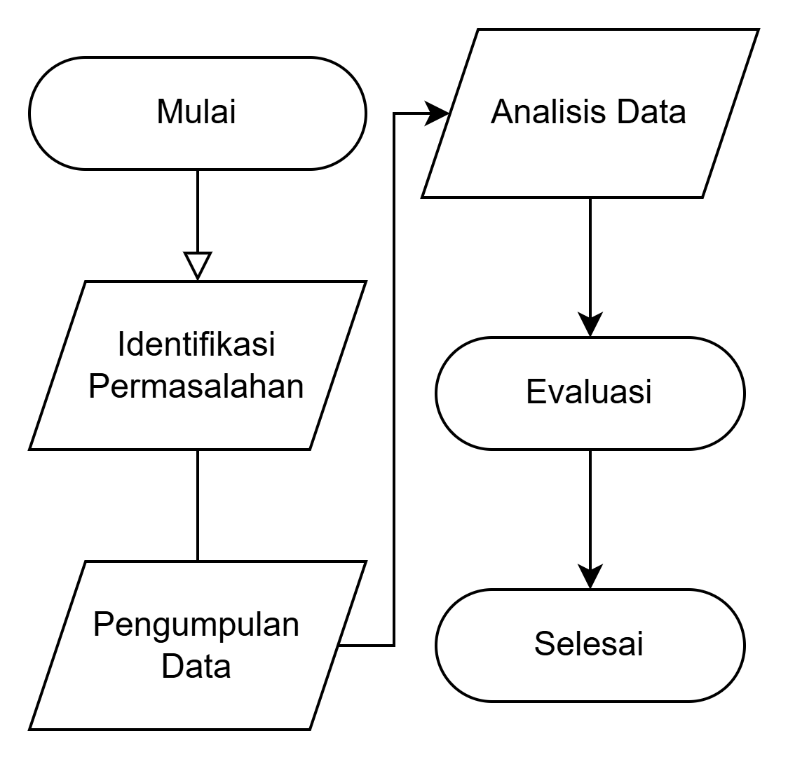 Mulai
Identifikasi
Permasalahan
Pengumpulan
Data
Analisis Data
Evaluasi
Selesai